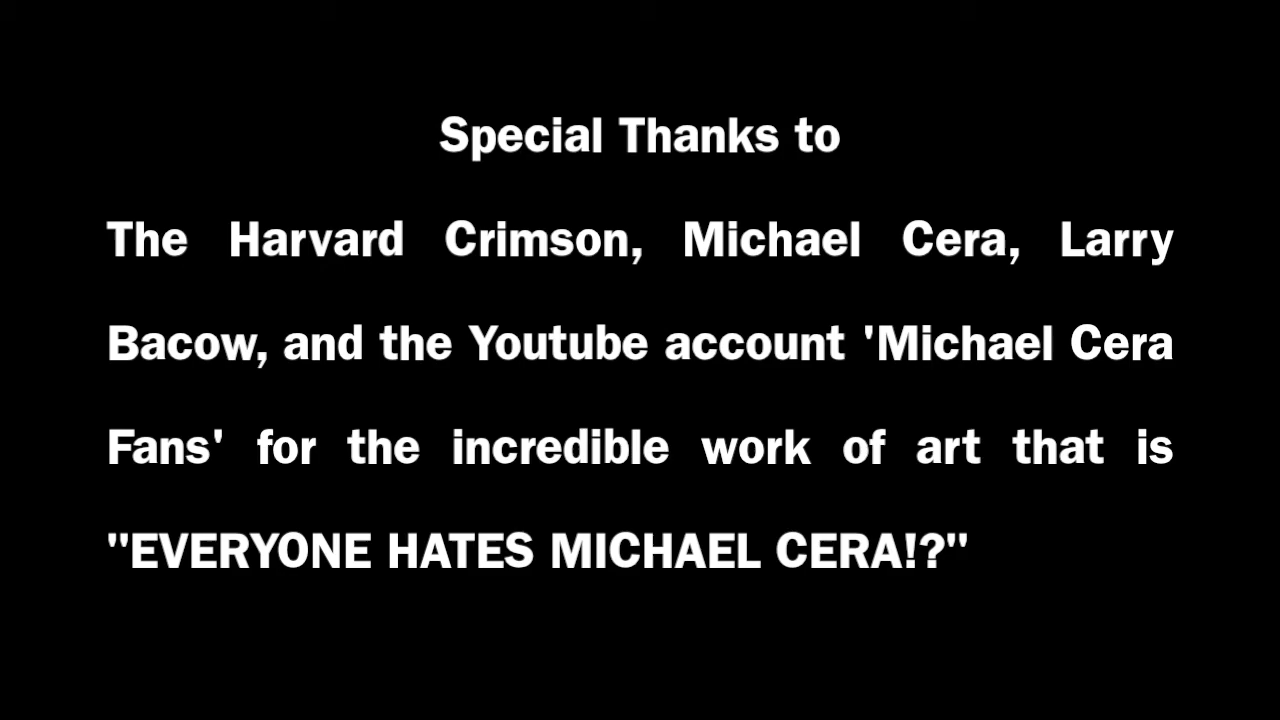 Special Thanks to
The Harvard Crimson, Michael Cera, Larry
Bacow, and the Youtube account 'Michael Cera
Fans' for the incredible work of art that is
"EVERYONE HATES MICHAEL CERA!?"